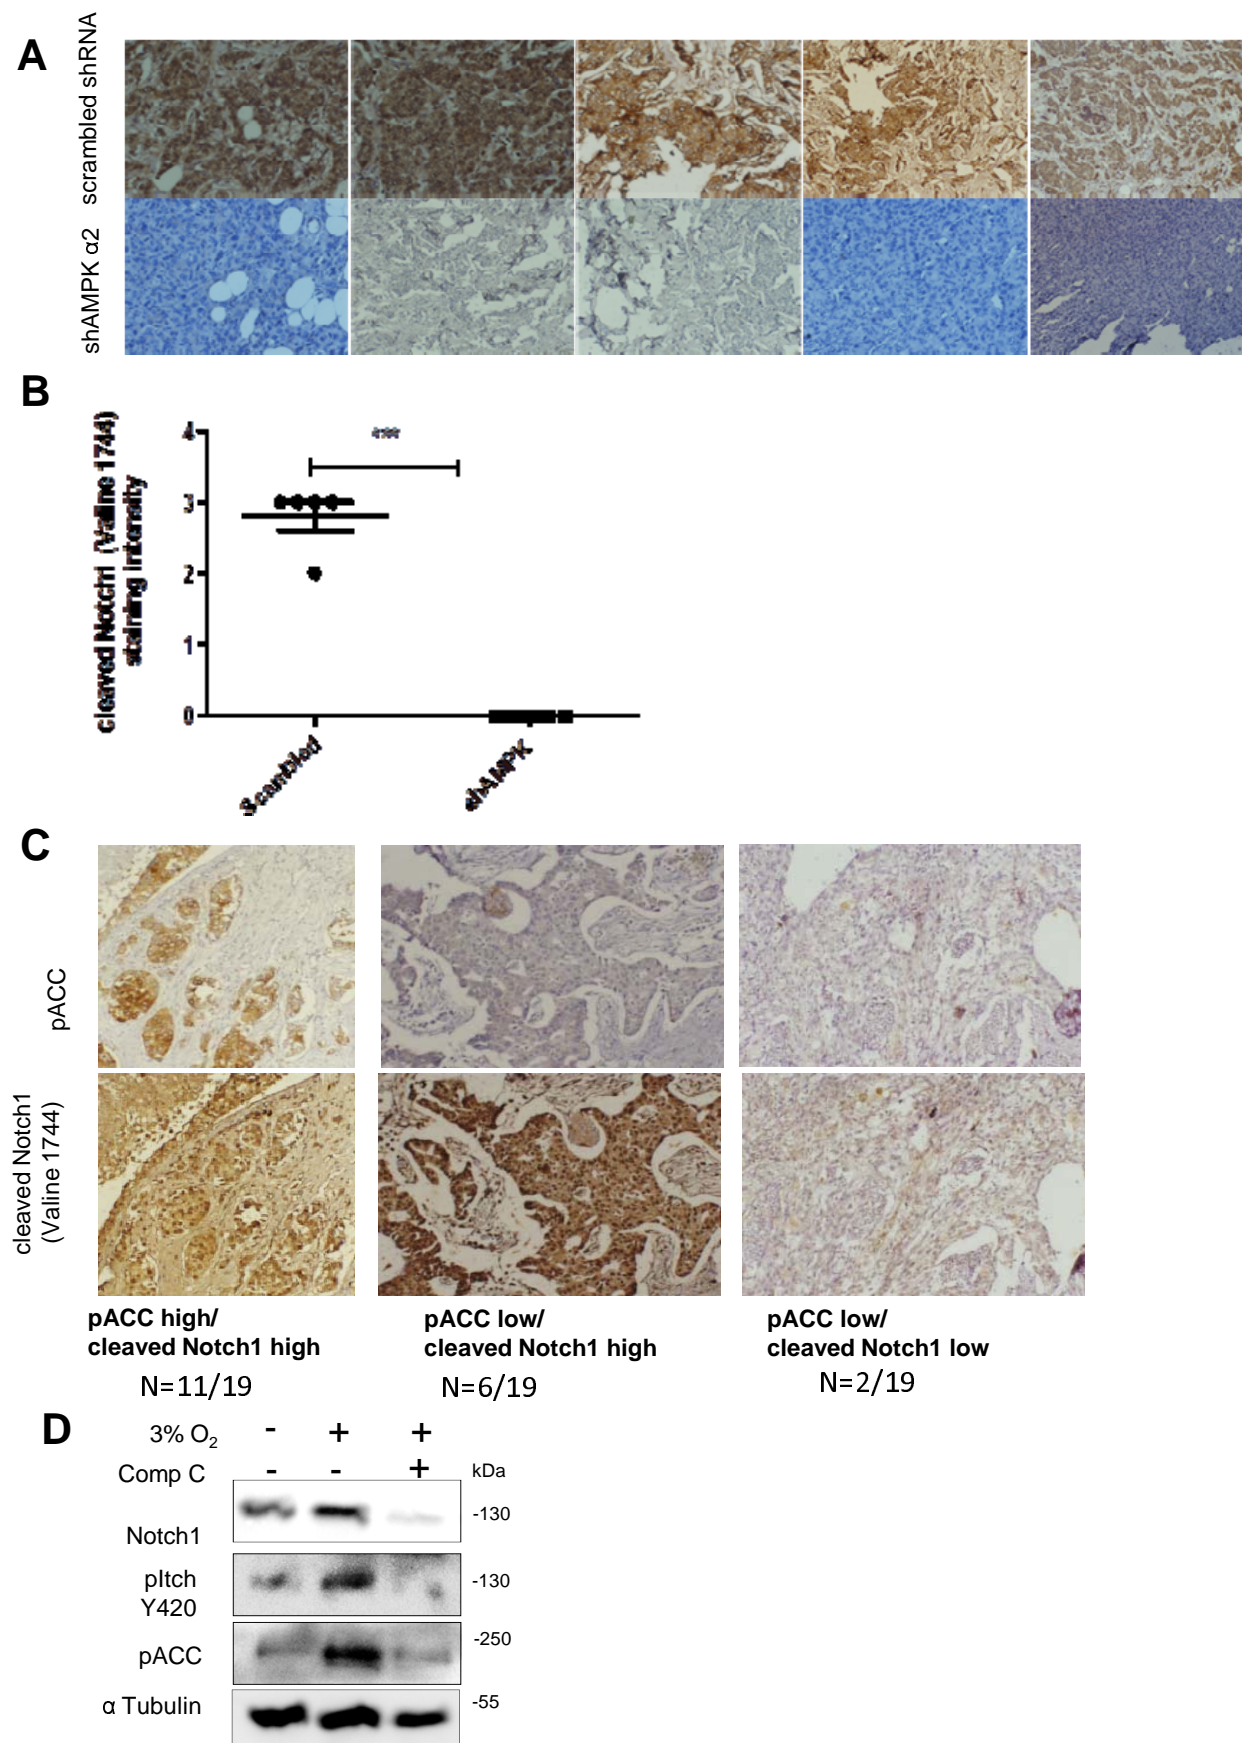 A
scrambled shRNA
shAMPK α2
B
cleaved Notch1 (Valine 1744)
staining intensity
4
3
2
1
0
***
Scrambled
shAMPK
C
pACC
cleaved Notch1
(Valine 1744)
pACC high/
cleaved Notch1 high
N=11/19
pACC low/
cleaved Notch1 high
N=6/19
pACC low/
cleaved Notch1 low
N=2/19
D
3% O2 - + +
Comp C - - + kDa
Notch1 -130
pItch
Y420 -130
pACC -250
α Tubulin -55